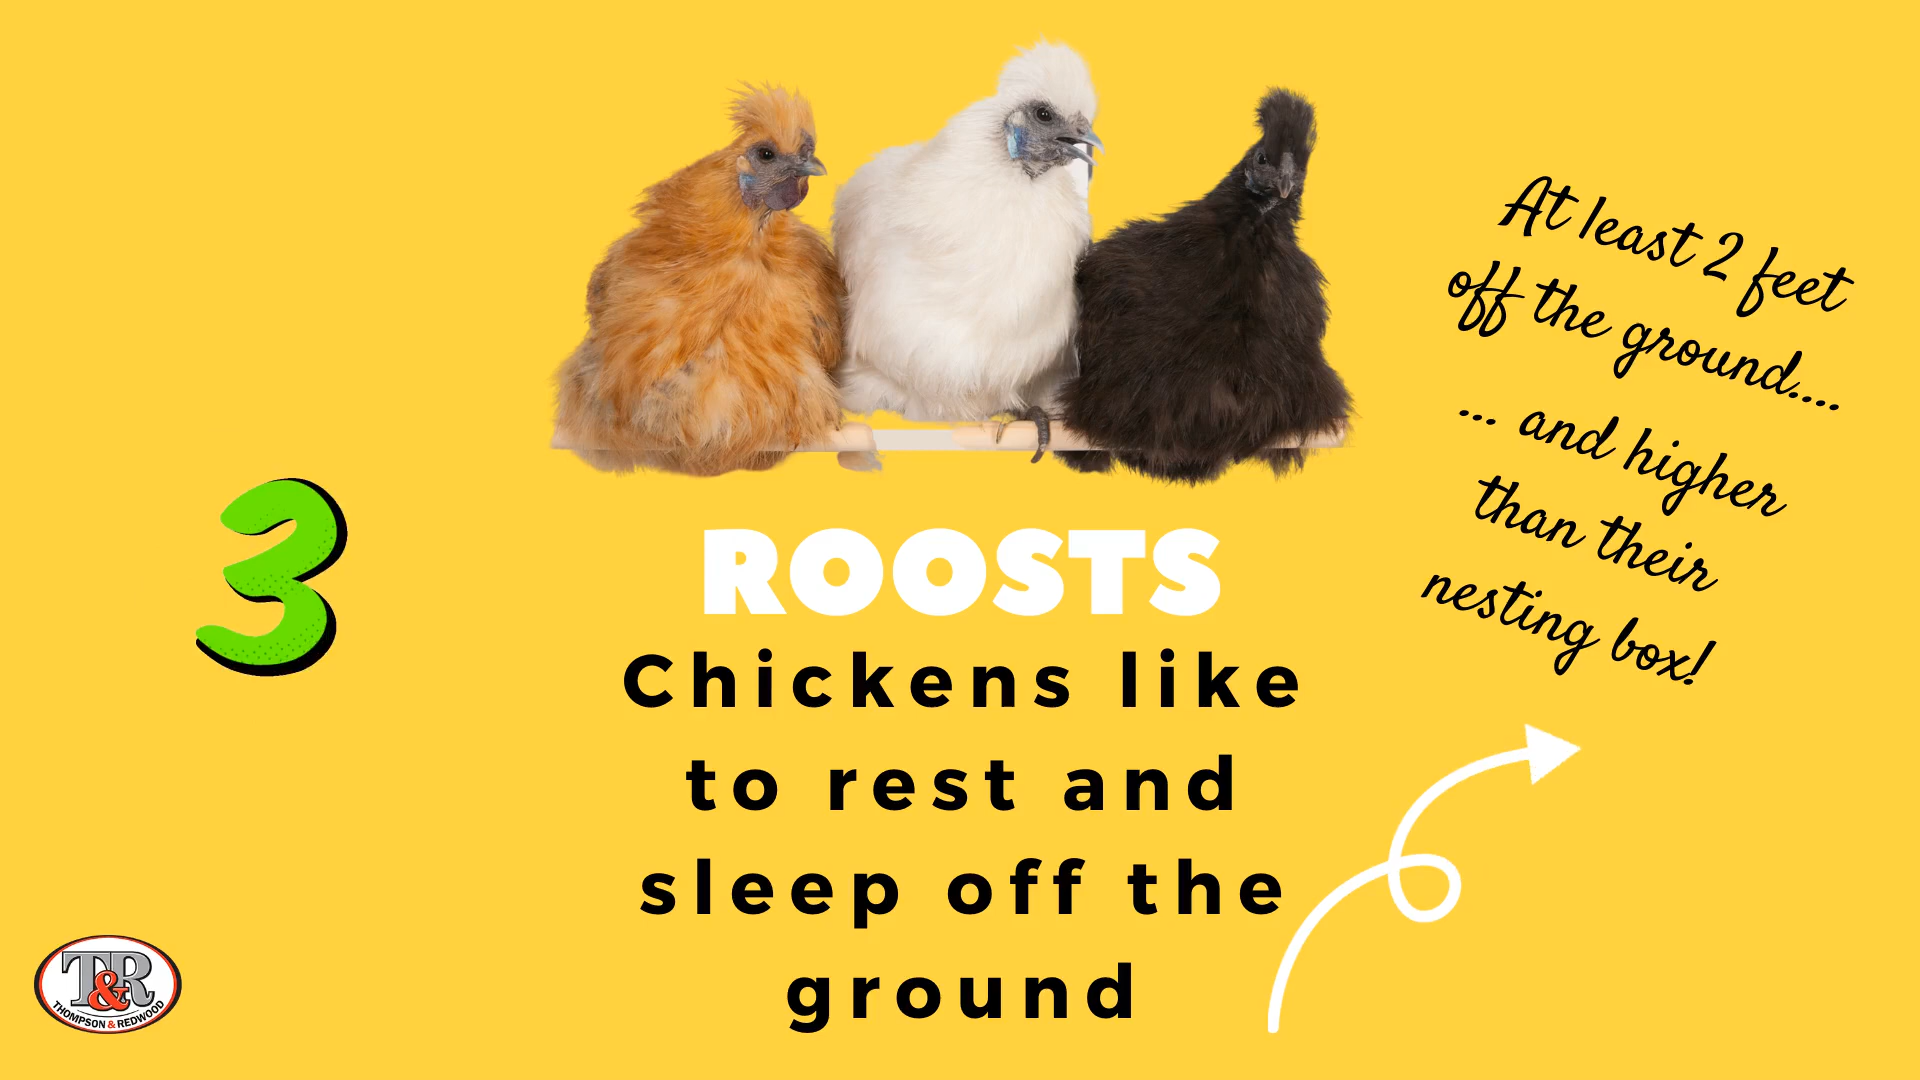 3
ROOSTS
Chickens like
to rest and
sleep off the
ground
At least 2 feet
off the ground....
... and higher
than their
nesting box!
T&R
THOMPSON & REDWOOD